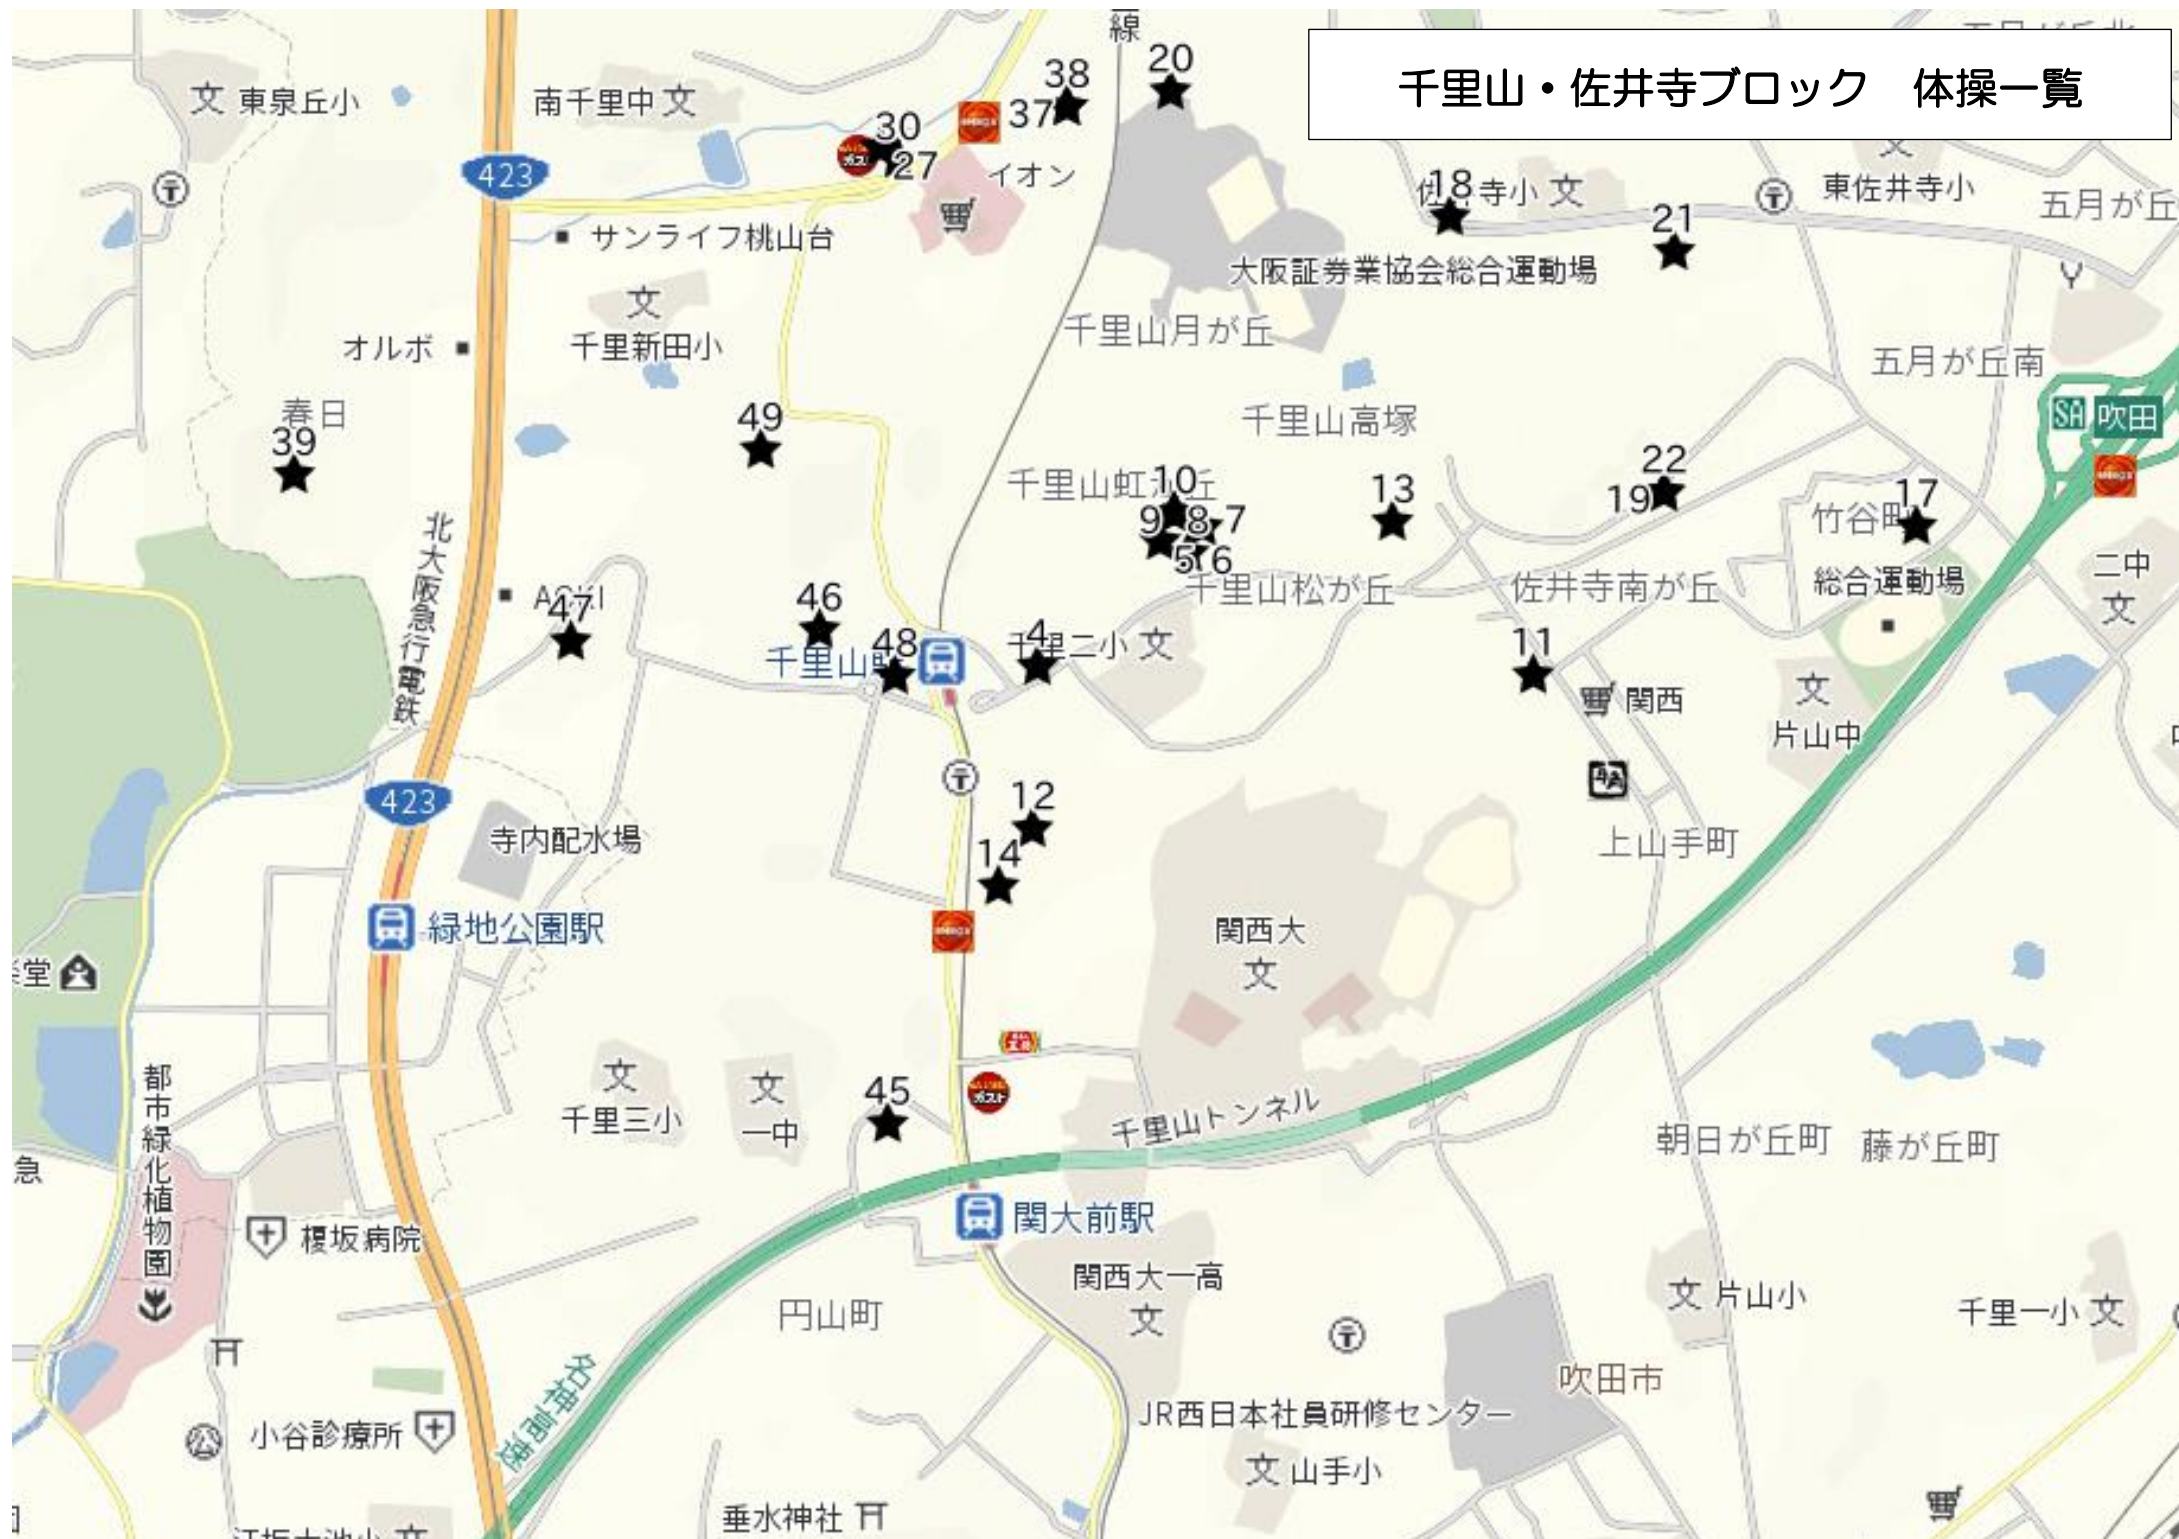 線
千里山・佐井寺ブロック　体操一覧
38
20
37
東泉丘小
文
南千里中
文
30
27
イオン
423
サンライフ桃山台
18
寺小
文
21
東佐井寺小
五月が丘
大阪証券業協会総合運動場
文
千里新田小
オルボ
千里山月が丘
五月が丘南
SA
吹田
春日
39
49
千里山高塚
10
9
8
7
5
6
13
22
19
17
竹谷町
総合運動場
二中
文
北大阪急行電鉄
47
46
48
千里山駅
4
千里二小
文
千里山松が丘
佐井寺南が丘
11
関西
文
片山中
423
寺内配水場
12
14
上山手町
緑地公園駅
関西大
文
堂
文
千里三小
文
一中
45
ガスト
千里山トンネル
朝日が丘町
藤が丘町
都市緑化植物園
急
榎坂病院
関大前駅
関西大一高
文
円山町
文
片山小
千里一小
文
吹田市
名神高速
小谷診療所
JR西日本社員研修センター
文
山手小
垂水神社